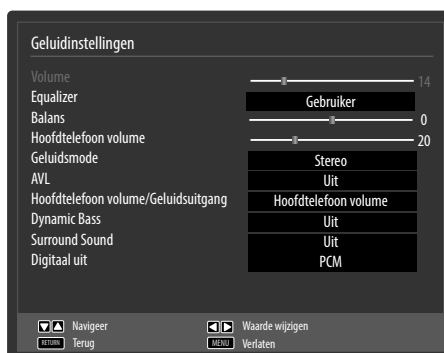 Geluidinstellingen
Volume 14
Equalizer Gebruiker
Balans 0
Hoofdtelefoon volume 20
Geluidsmode Stereo
AVL Uit
Hoofdtelefoon volume/Geluidsuitgang Hoofdtelefoon volume
Dynamic Bass Uit
Surround Sound Uit
Digitaal uit PCM
Navigeer Waarde wijzigen
RETURN Terug MENU Verlaten